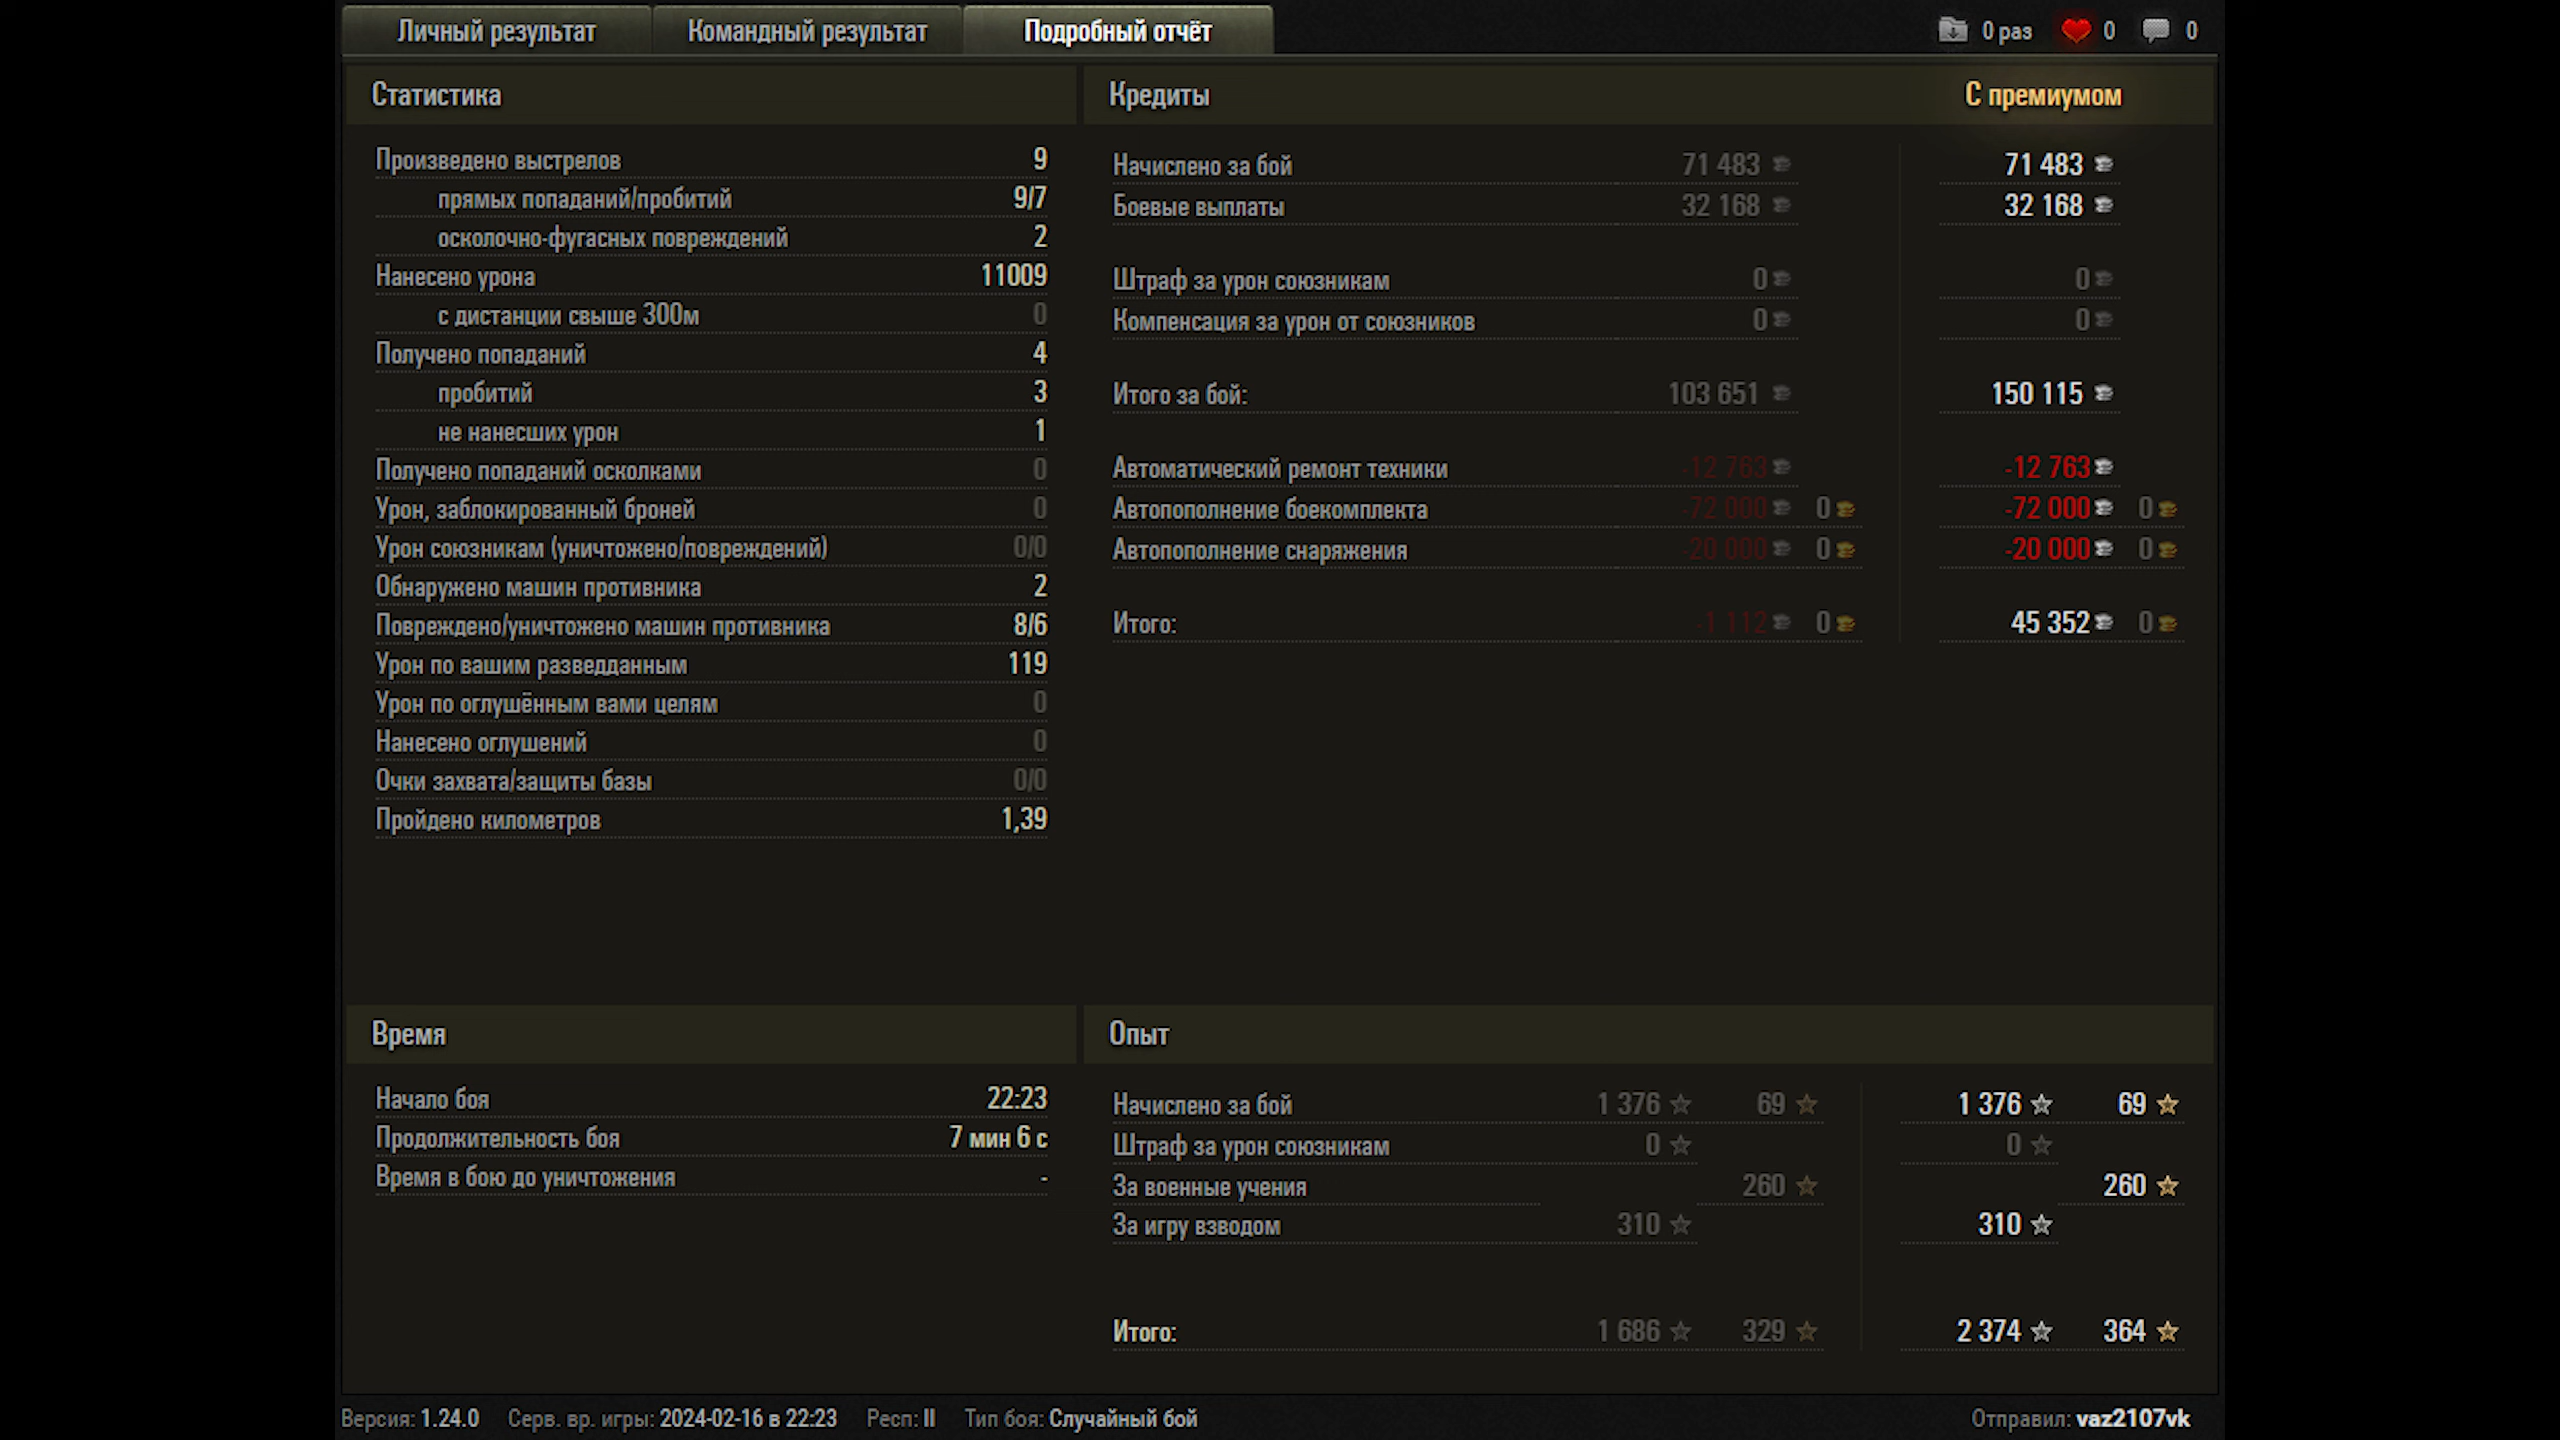 Личный результат Командный результат Подробный отчёт 0 раз 0 0
Статистика
Произведено выстрелов 9
прямых попаданий/пробитий 9/7
осколочно-фугасных повреждений 2
Нанесено урона 11009
с дистанции свыше 300м 0
Получено попаданий 4
пробитий 3
не нанесших урон 1
Получено попаданий осколками 0
Урон, заблокированный броней 0
Урон союзникам (уничтожено/повреждений) 0/0
Обнаружено машин противника 2
Повреждено/уничтожено машин противника 8/6
Урон по вашим разведданным 119
Урон по оглушённым вами целям 0
Нанесено оглушений 0
Очки захвата/защиты базы 0/0
Пройдено километров 1,39
Кредиты С премиумом
Начислено за бой 71 483 71 483
Боевые выплаты 32 168 32 168
Штраф за урон союзникам 0 0
Компенсация за урон от союзников 0 0
Итого за бой: 103 651 150 115
Автоматический ремонт техники -12 763 -12 763
Автопополнение боекомплекта -72 000 0 -72 000 0
Автопополнение снаряжения -20 000 0 -20 000 0
Итого: -1 112 0 45 352 0
Время
Начало боя 22:23
Продолжительность боя 7 мин 6 с
Время в бою до уничтожения -
Опыт
Начислено за бой 1 376 69 1 376 69
Штраф за урон союзникам 0 0
За военные учения 260 260
За игру взводом 310 310
Итого: 1 686 329 2 374 364
Версия: 1.24.0 Серв. вр. игры: 2024-02-16 в 22:23 Респ: II Тип боя: Случайный бой Отправил: vaz2107vk